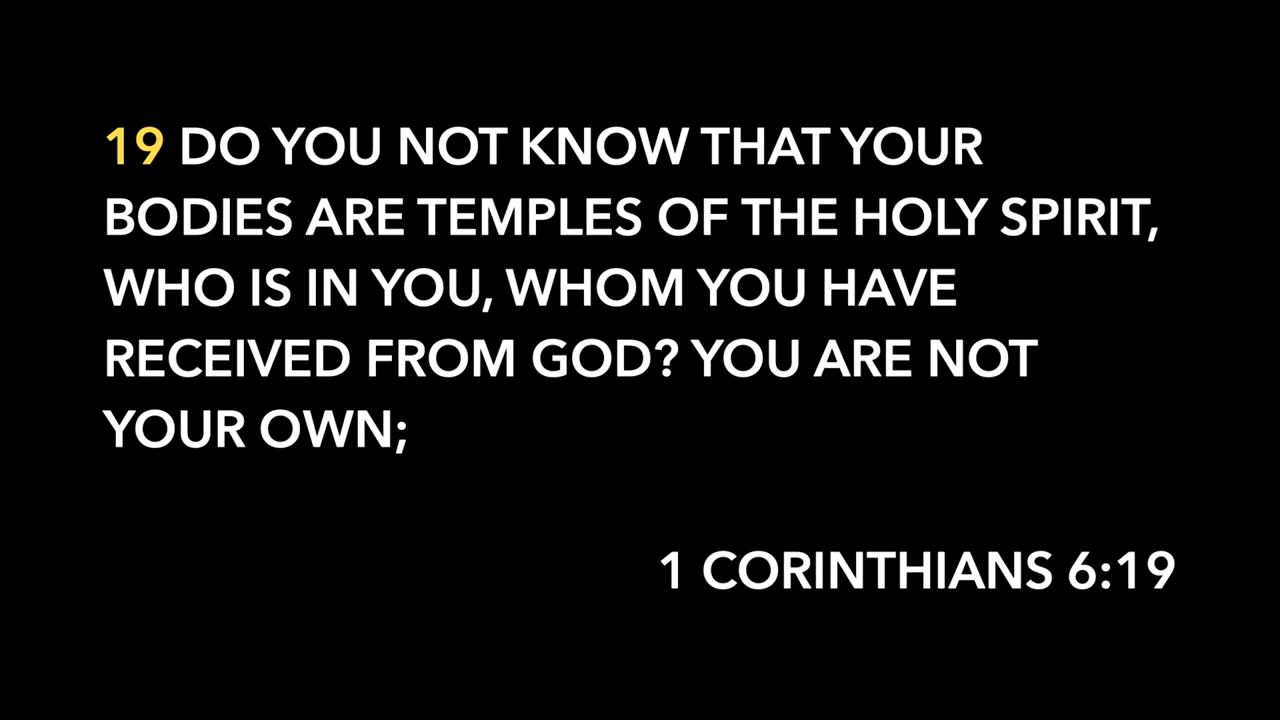 19 DO YOU NOT KNOW THAT YOUR
BODIES ARE TEMPLES OF THE HOLY SPIRIT,
WHO IS IN YOU, WHOM YOU HAVE
RECEIVED FROM GOD? YOU ARE NOT
YOUR OWN;
1 CORINTHIANS 6:19